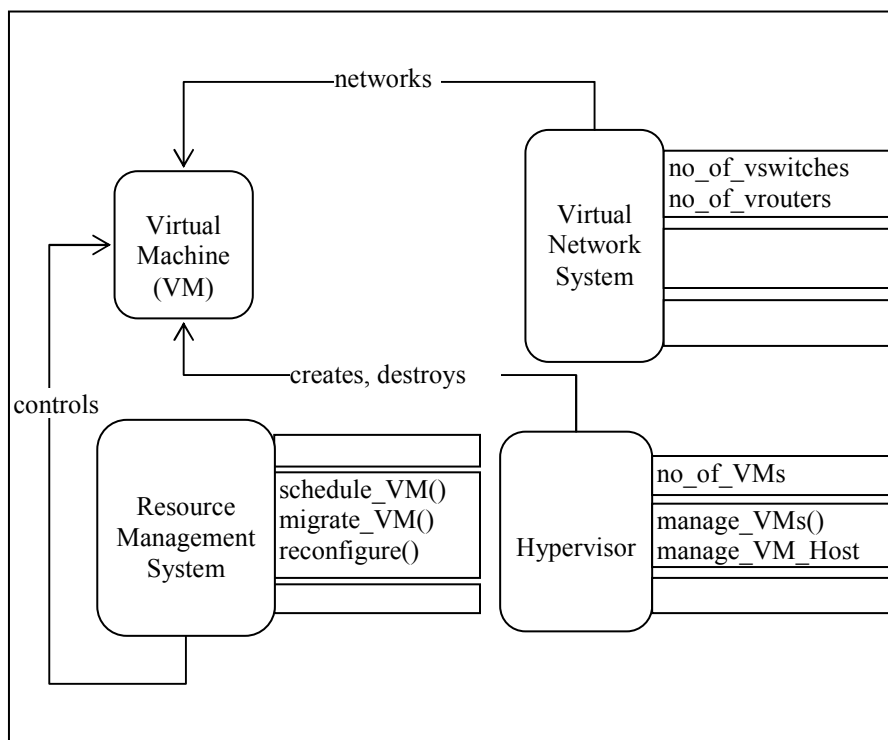 networks
Virtual
Machine
(VM)
Virtual
Network
System
no_of_vswitches
no_of_vrouters
creates, destroys
controls
Resource
Management
System
schedule_VM()
migrate_VM()
reconfigure()
Hypervisor
no_of_VMs
manage_VMs()
manage_VM_Host